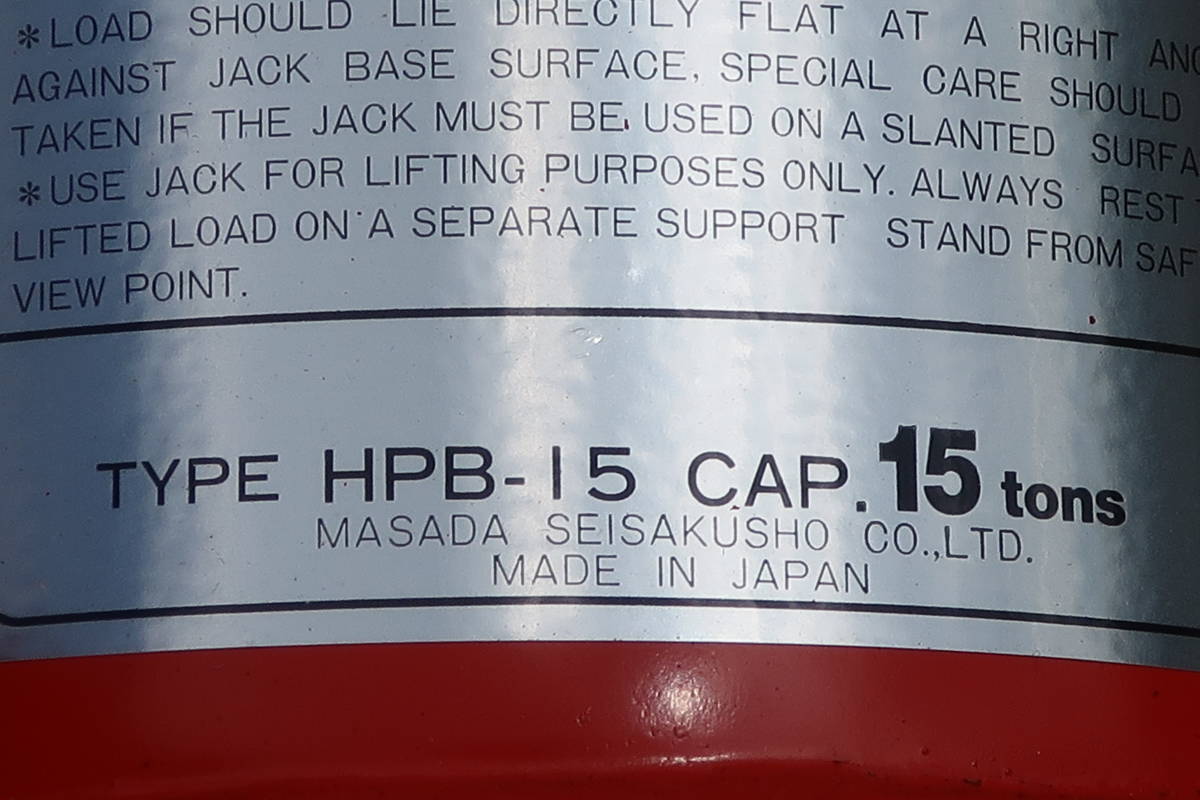 *LOAD SHOULD LIE DIRECTLY FLAT AT A RIGHT
AGAINST JACK BASE SURFACE, SPECIAL CARE SHOULD
TAKEN IF THE JACK MUST BE USED ON A SLANTED SURFA
*USE JACK FOR LIFTING PURPOSES ONLY. ALWAYS REST
LIFTED LOAD ON A SEPARATE SUPPORT STAND FROM SAF
VIEW POINT.
TYPE HPB-15 CAP. 15 tons
MASADA SEISAKUSHO CO.,LTD.
MADE IN JAPAN